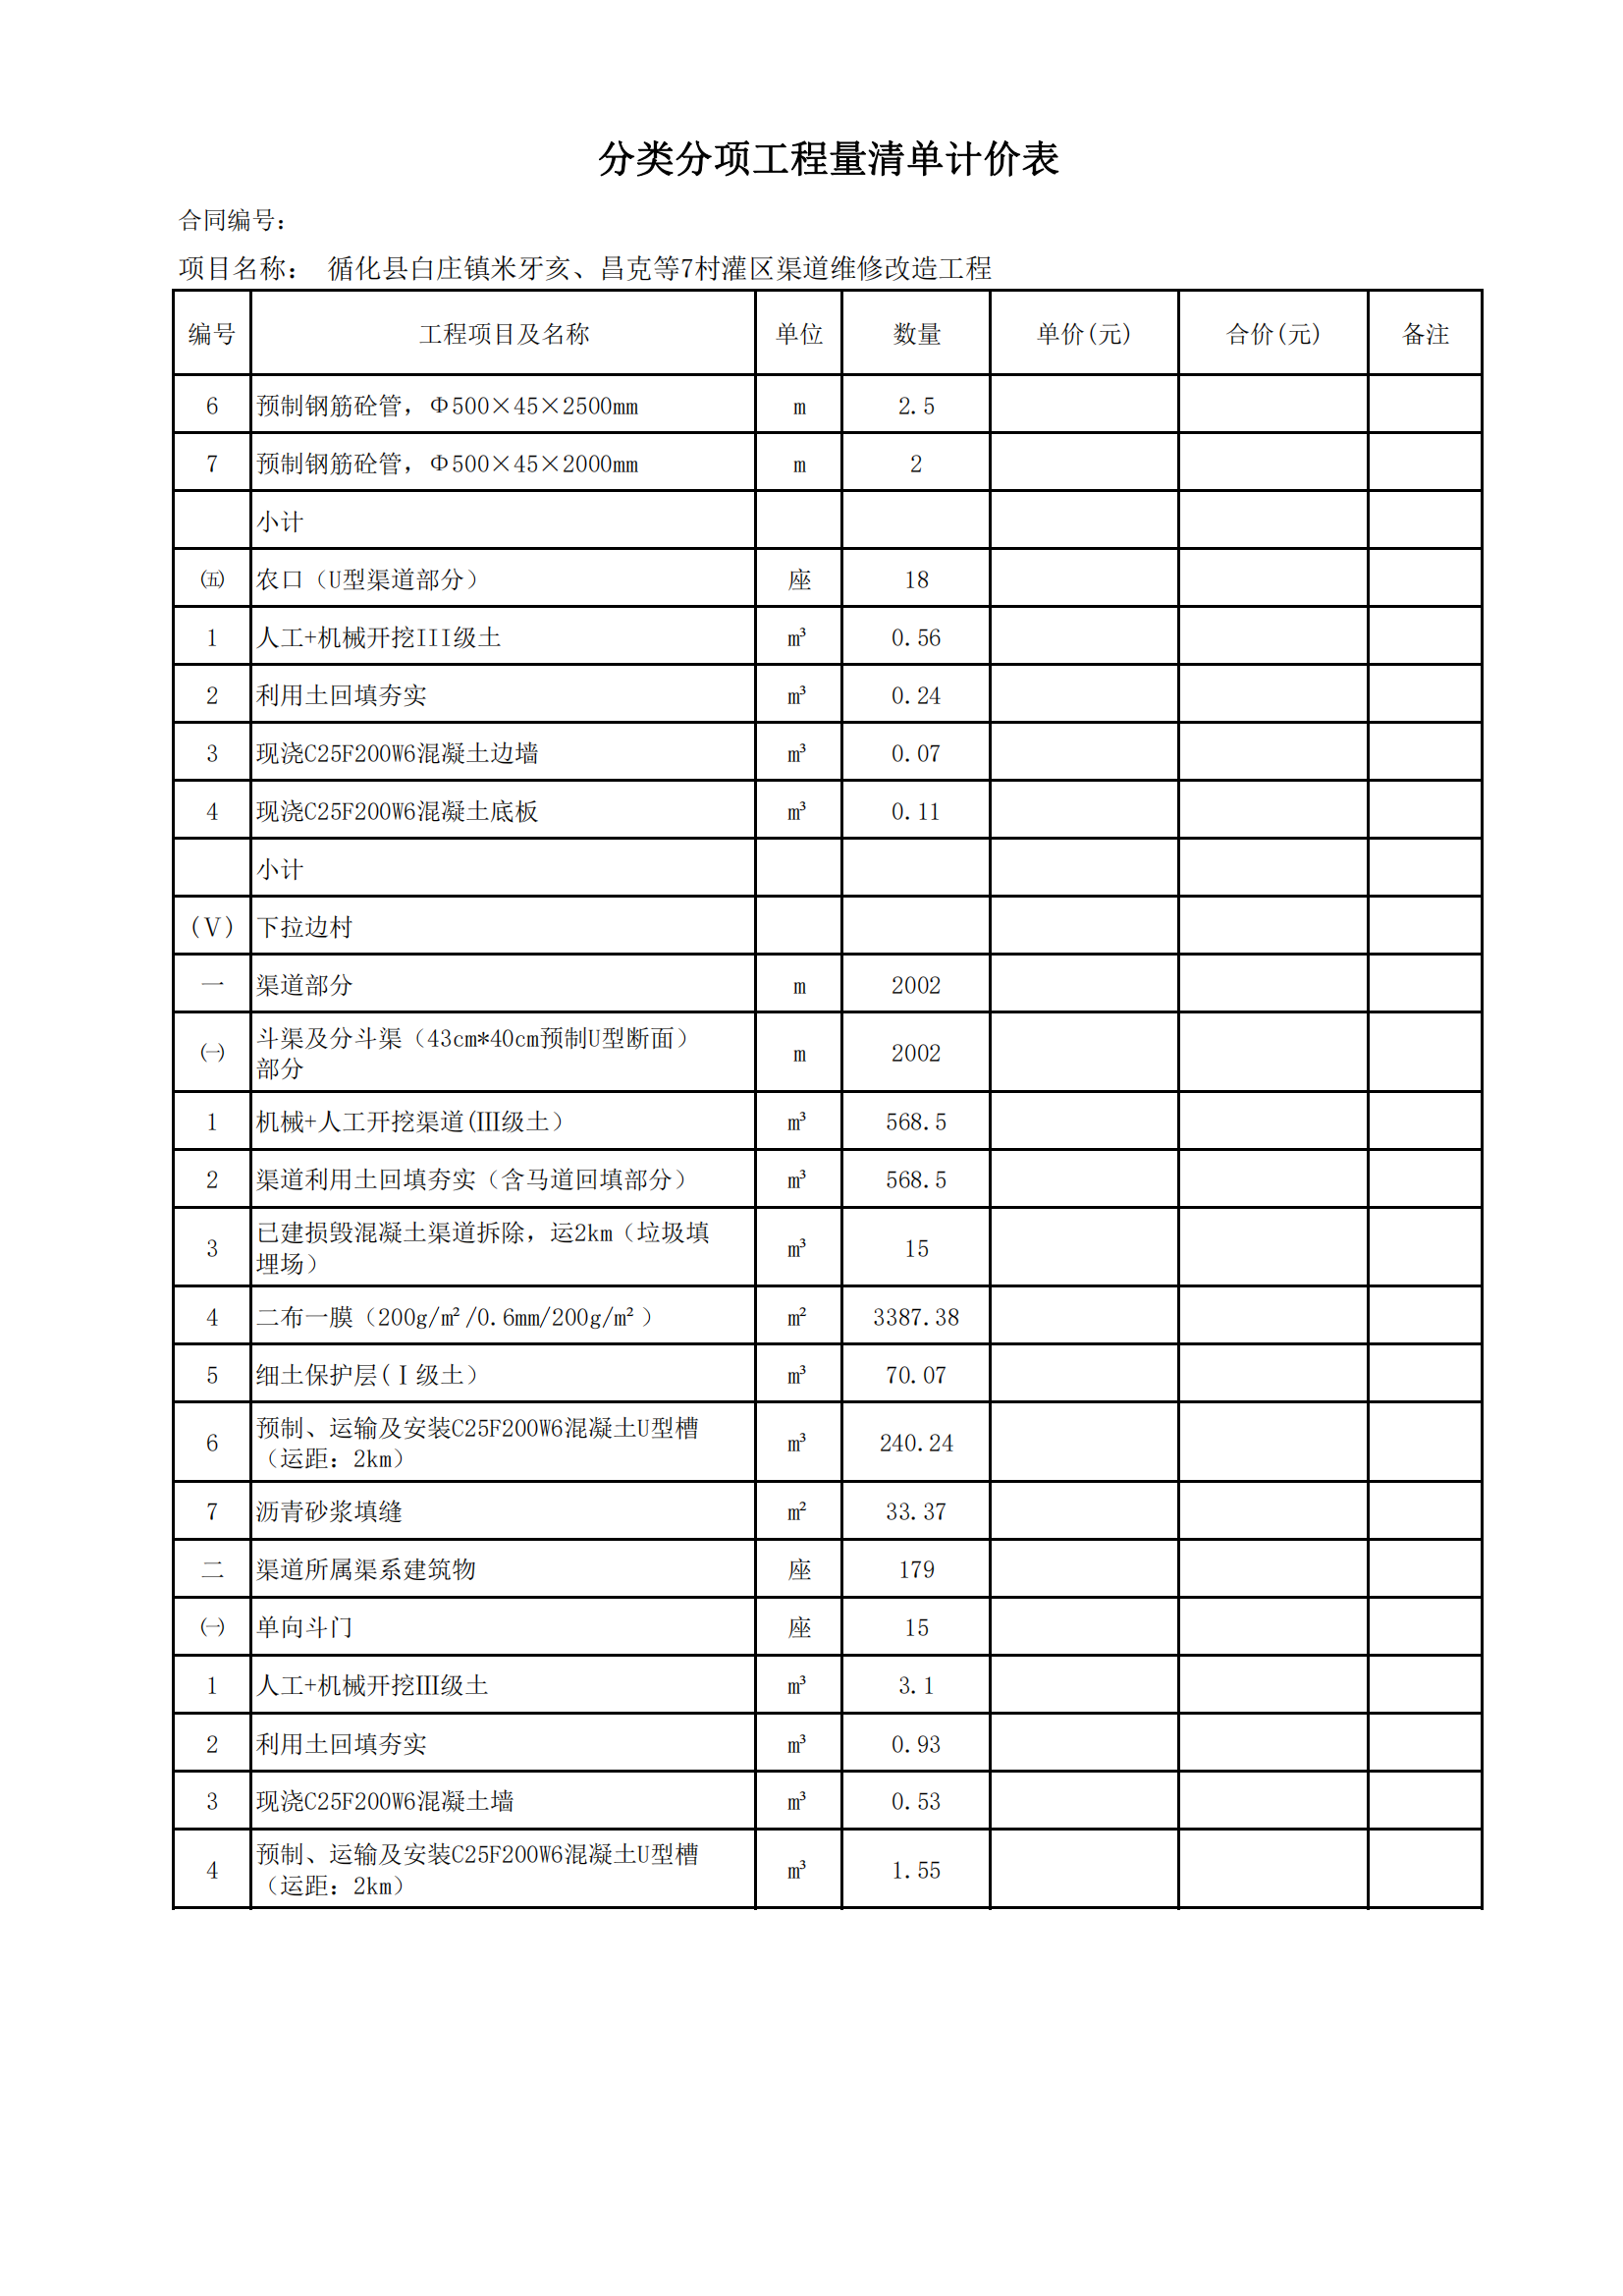 分类分项工程量清单计价表
合同编号：
项目名称： 循化县白庄镇米牙亥、昌克等7村灌区渠道维修改造工程
编号 工程项目及名称 单位 数量 单价(元) 合价(元) 备注
6 预制钢筋砼管，Φ500×45×2500mm m 2.5
7 预制钢筋砼管，Φ500×45×2000mm m 2
小计
㈤ 农口（U型渠道部分） 座 18
1 人工+机械开挖III级土 m³ 0.56
2 利用土回填夯实 m³ 0.24
3 现浇C25F200W6混凝土边墙 m³ 0.07
4 现浇C25F200W6混凝土底板 m³ 0.11
小计
(Ⅴ) 下拉边村
一 渠道部分 m 2002
㈠ 斗渠及分斗渠（43cm*40cm预制U型断面）
部分 m 2002
1 机械+人工开挖渠道(Ⅲ级土） m³ 568.5
2 渠道利用土回填夯实（含马道回填部分） m³ 568.5
3 已建损毁混凝土渠道拆除，运2km（垃圾填
埋场） m³ 15
4 二布一膜（200g/m²/0.6mm/200g/m²） m² 3387.38
5 细土保护层(Ⅰ级土） m³ 70.07
6 预制、运输及安装C25F200W6混凝土U型槽
（运距：2km） m³ 240.24
7 沥青砂浆填缝 m² 33.37
二 渠道所属渠系建筑物 座 179
㈠ 单向斗门 座 15
1 人工+机械开挖Ⅲ级土 m³ 3.1
2 利用土回填夯实 m³ 0.93
3 现浇C25F200W6混凝土墙 m³ 0.53
4 预制、运输及安装C25F200W6混凝土U型槽
（运距：2km） m³ 1.55